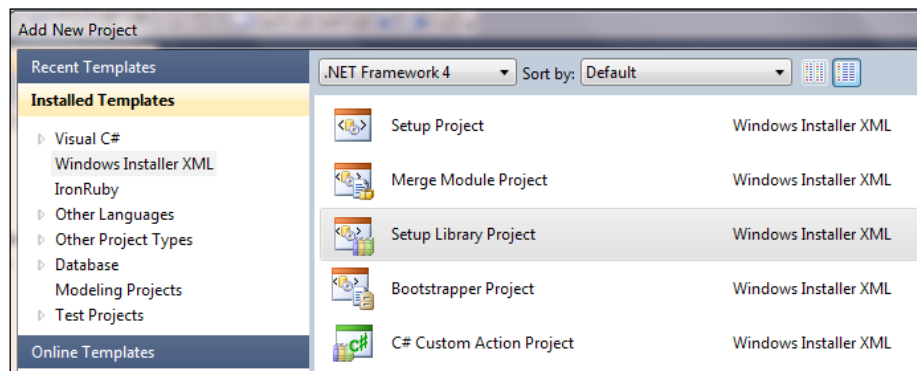 Add New Project
Recent Templates
Installed Templates
Visual C#
Windows Installer XML
IronRuby
Other Languages
Other Project Types
Database
Modeling Projects
Test Projects
Online Templates
.NET Framework 4 Sort by: Default
Setup Project Windows Installer XML
Merge Module Project Windows Installer XML
Setup Library Project Windows Installer XML
Bootstrapper Project Windows Installer XML
C# Custom Action Project Windows Installer XML